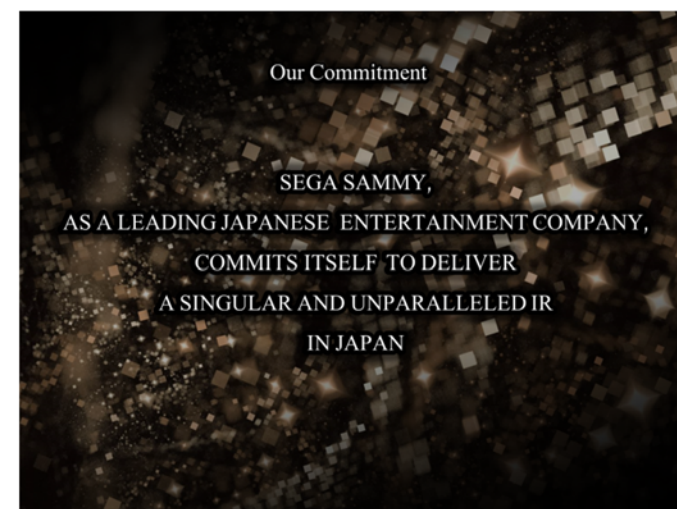 Our Commitment
SEGA SAMMY,
AS A LEADING JAPANESE ENTERTAINMENT COMPANY,
COMMITS ITSELF TO DELIVER
A SINGULAR AND UNPARALLELED IR
IN JAPAN